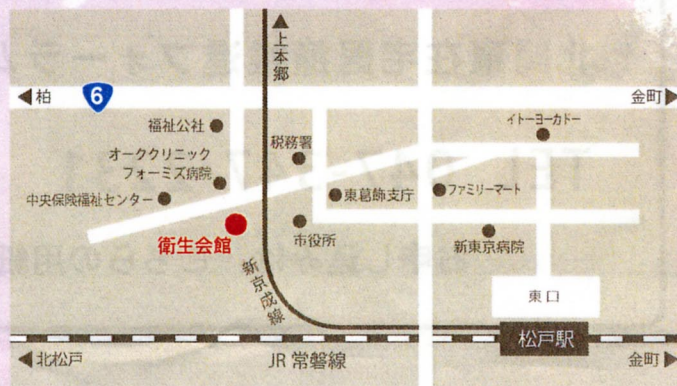 上本郷
柏
6
金町
福祉公社
イトーヨーカドー
税務署
オーククリニック
フォーミズ病院
中央保険福祉センター
東葛飾支庁
ファミリーマート
衛生会館
市役所
新東京病院
新京成線
東口
松戸駅
北松戸
JR 常磐線
金町